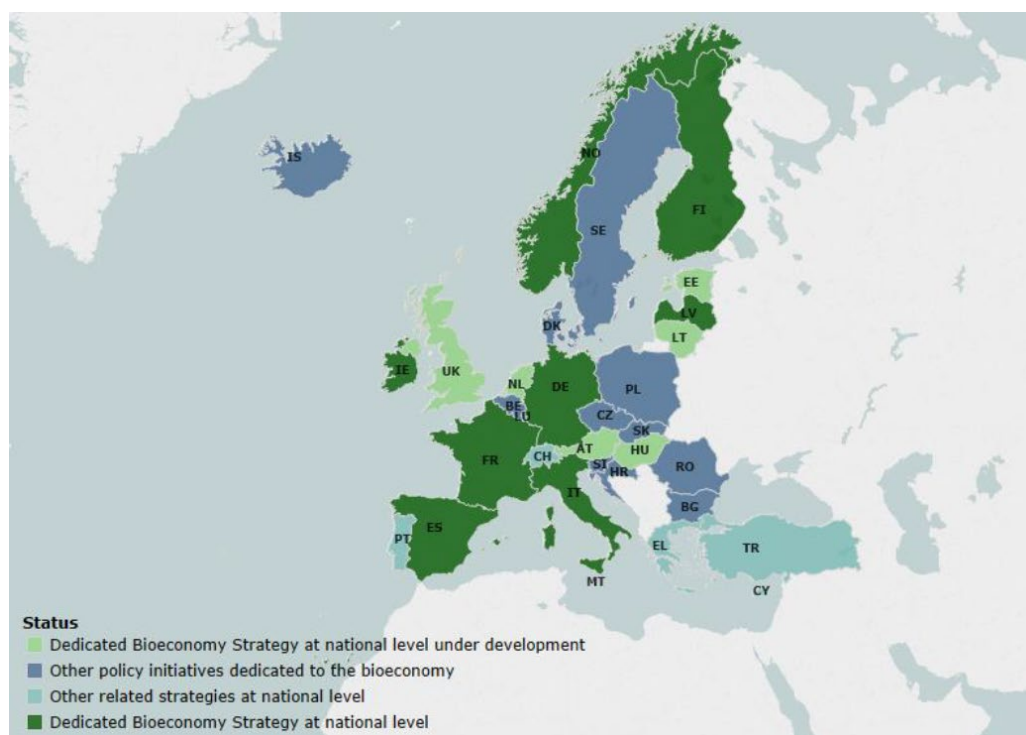 IS
NO
FI
SE
EE
LV
DK
LT
IE
UK
NL
DE
PL
BE
LU
CZ
SK
AT
HU
FR
CH
SI
HR
RO
IT
BG
ES
PT
EL
TR
MT
CY
Status
Dedicated Bioeconomy Strategy at national level under development
Other policy initiatives dedicated to the bioeconomy
Other related strategies at national level
Dedicated Bioeconomy Strategy at national level